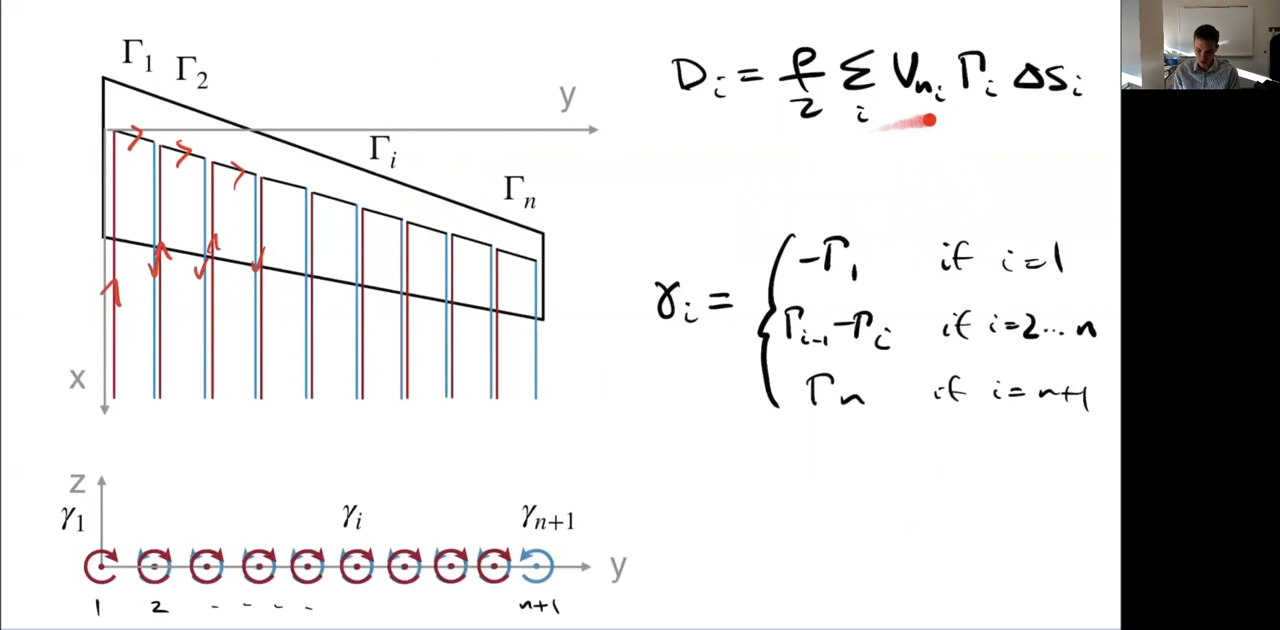 Γ₁ Γ₂
y
Γᵢ
Γₙ
x
z
γ₁ γᵢ γₙ₊₁
y
1 2 - - - - n+1
Dᵢ = ρ/2 Σᵢ Vₙᵢ Γᵢ Δsᵢ
γᵢ = { -Γ₁ if i=1
Γᵢ₋₁ - Γᵢ if i=2...n
Γₙ if i=n+1